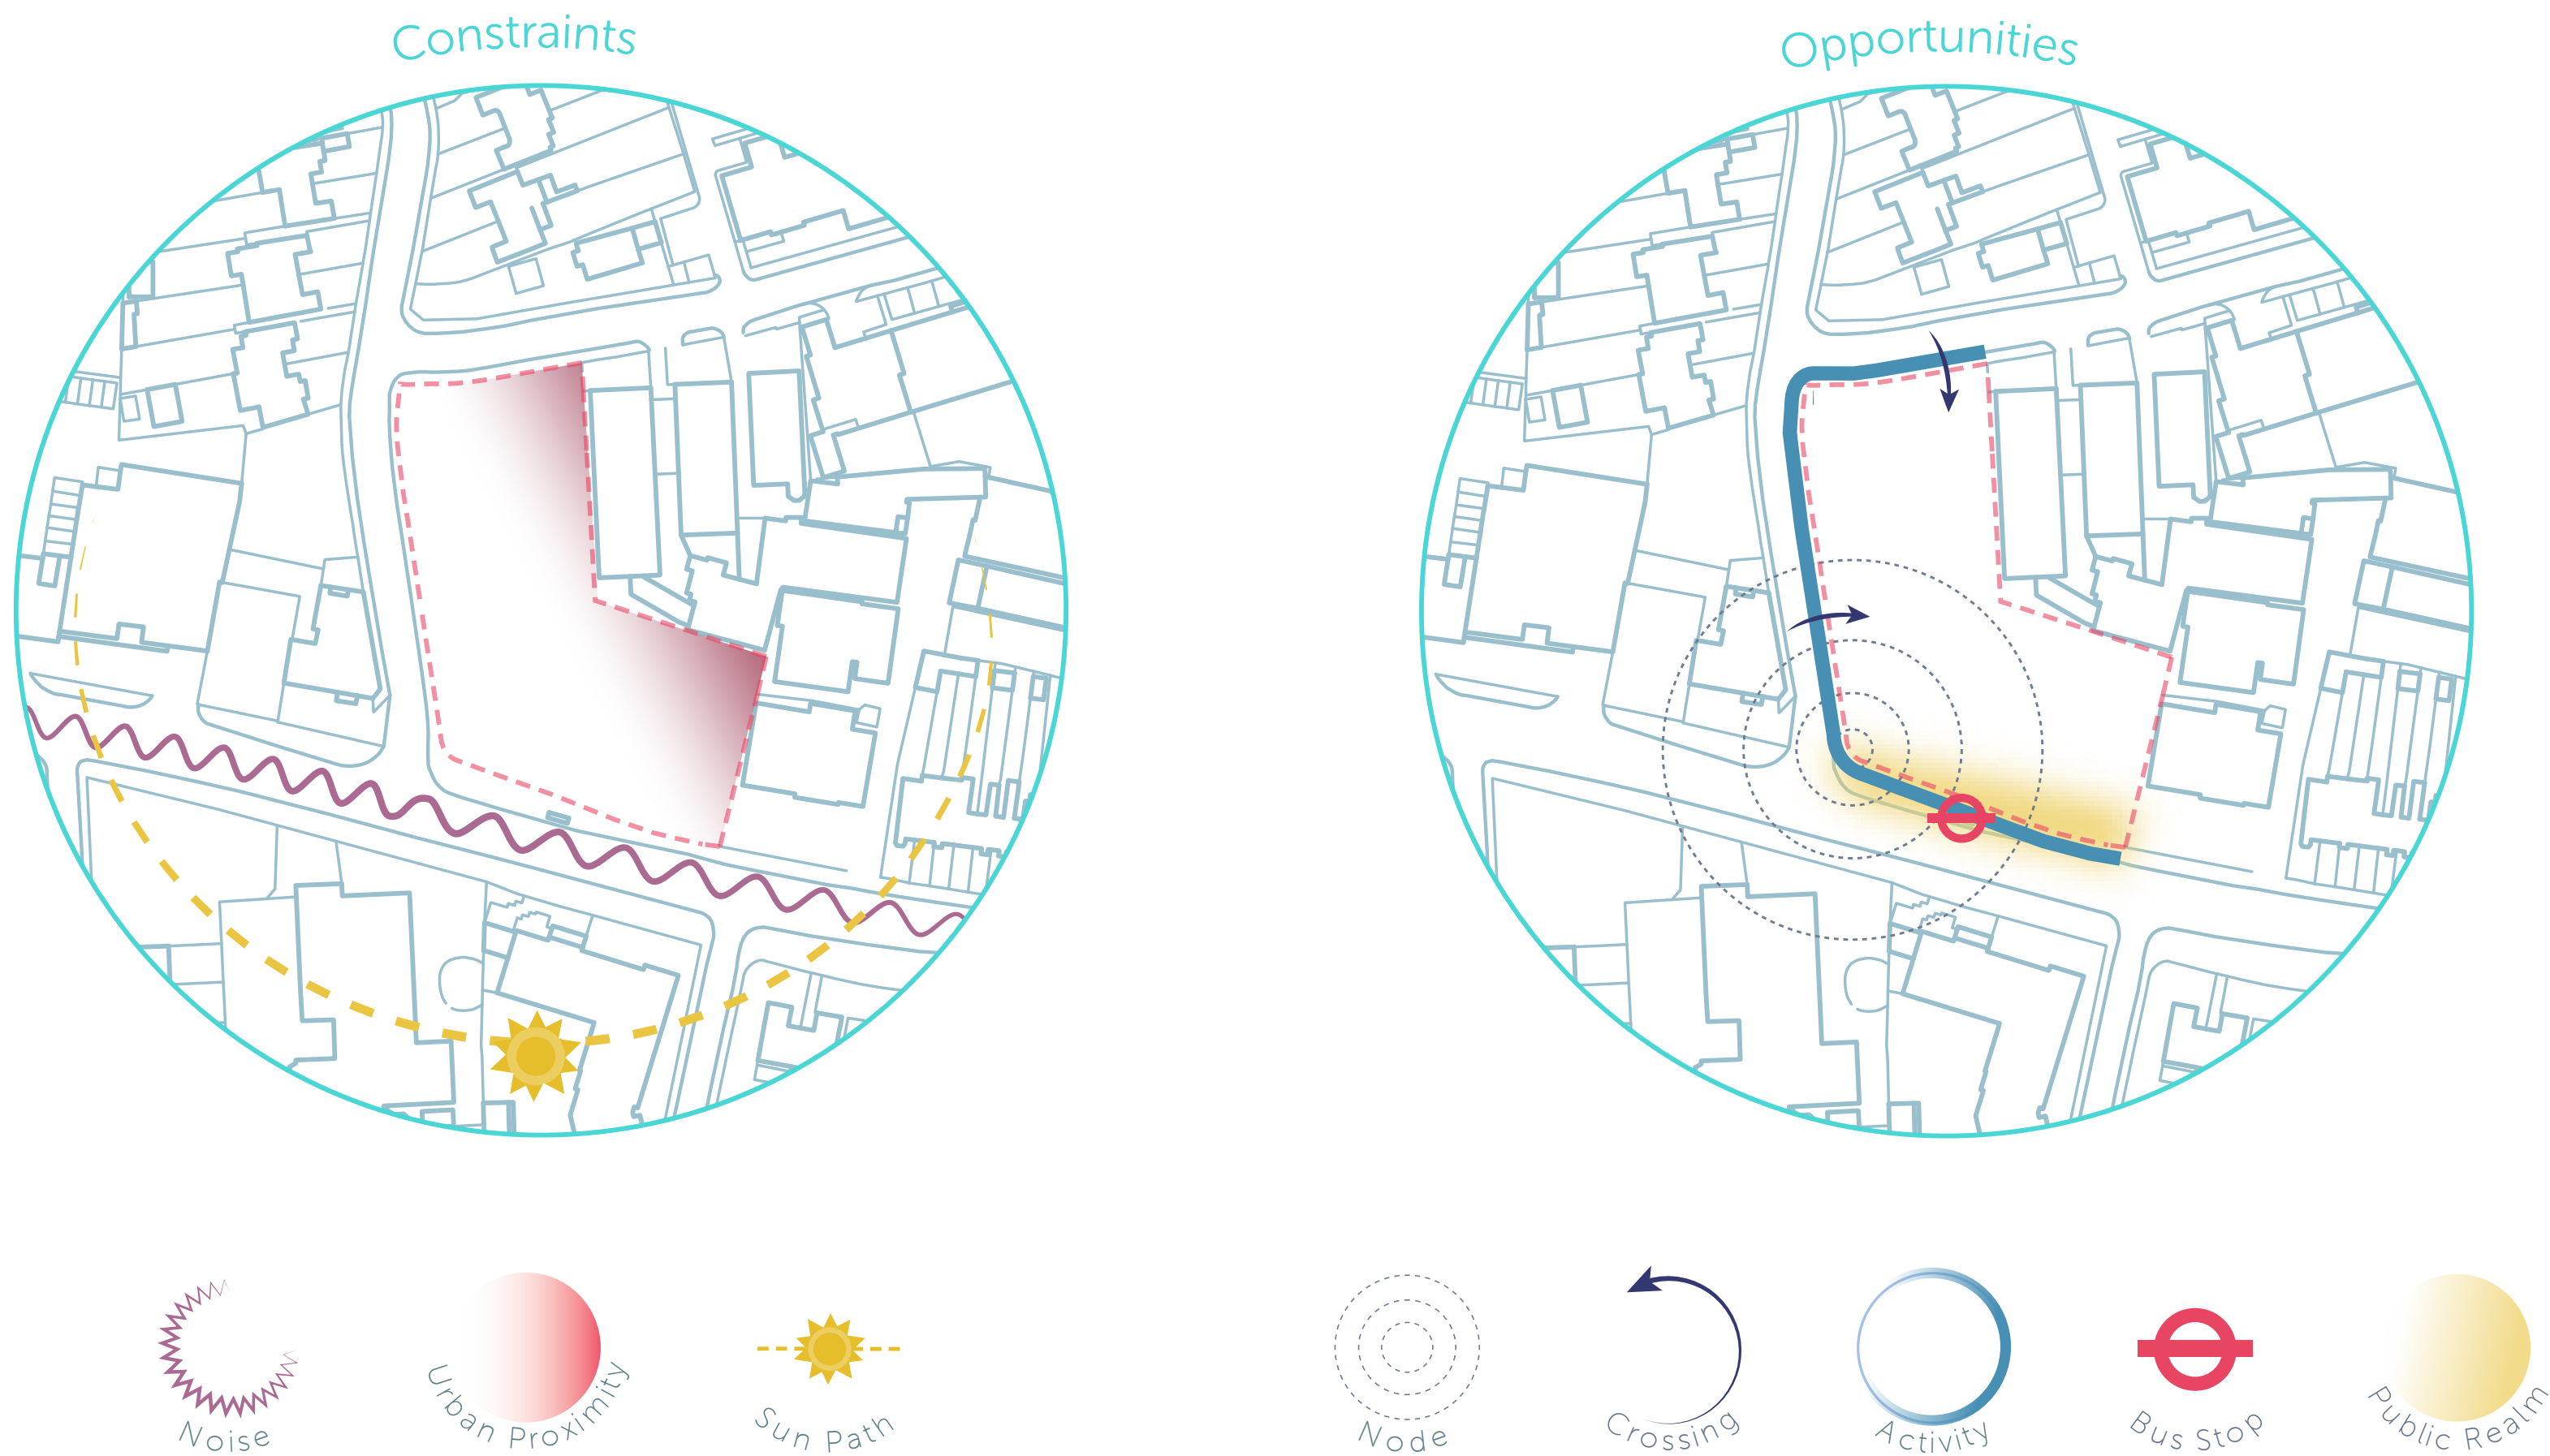 Constraints
Opportunities
Noise
Urban Proximity
Sun Path
Node
Crossing
Activity
Bus Stop
Public Realm